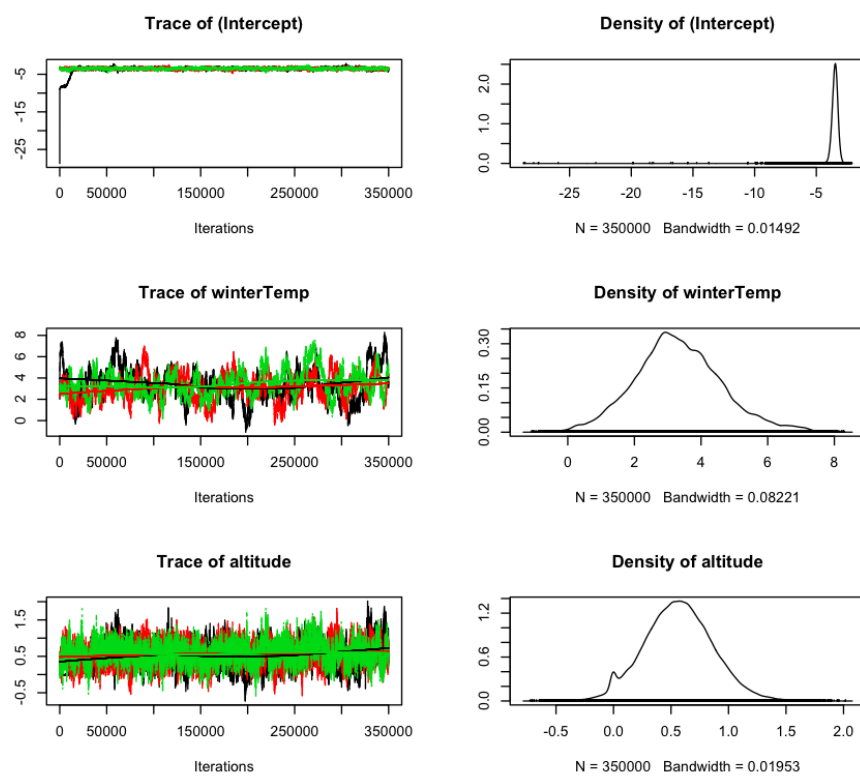 Trace of (Intercept)
-25 -15 -5
0 50000 150000 250000 350000
Iterations
Density of (Intercept)
0.0 1.0 2.0
-25 -20 -15 -10 -5
N = 350000 Bandwidth = 0.01492
Trace of winterTemp
0 2 4 6 8
0 50000 150000 250000 350000
Iterations
Density of winterTemp
0.00 0.15 0.30
0 2 4 6 8
N = 350000 Bandwidth = 0.08221
Trace of altitude
-0.5 0.5 1.5
0 50000 150000 250000 350000
Iterations
Density of altitude
0.0 0.6 1.2
-0.5 0.0 0.5 1.0 1.5 2.0
N = 350000 Bandwidth = 0.01953